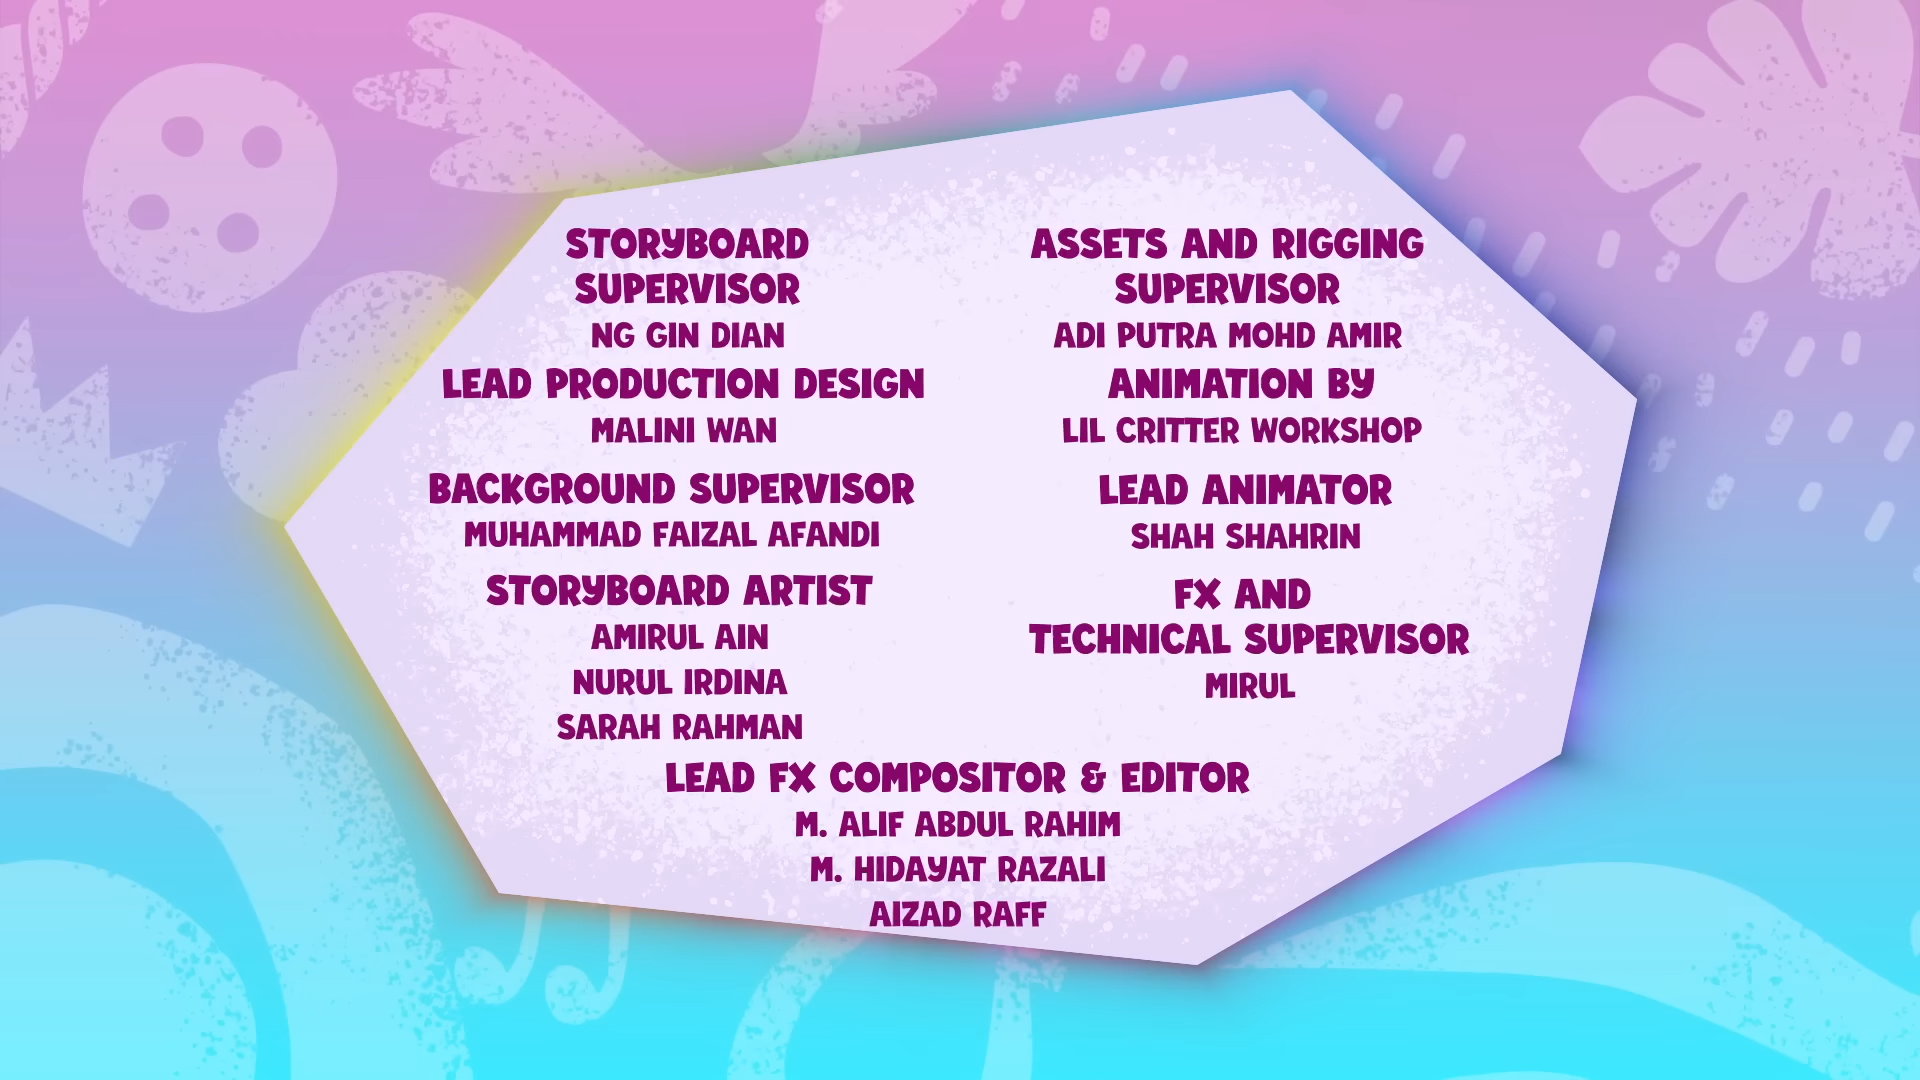 STORYBOARD
SUPERVISOR
NG GIN DIAN
LEAD PRODUCTION DESIGN
MALINI WAN
BACKGROUND SUPERVISOR
MUHAMMAD FAIZAL AFANDI
STORYBOARD ARTIST
AMIRUL AIN
NURUL IRDINA
SARAH RAHMAN
ASSETS AND RIGGING
SUPERVISOR
ADI PUTRA MOHD AMIR
ANIMATION BY
LIL CRITTER WORKSHOP
LEAD ANIMATOR
SHAH SHAHRIN
FX AND
TECHNICAL SUPERVISOR
MIRUL
LEAD FX COMPOSITOR & EDITOR
M. ALIF ABDUL RAHIM
M. HIDAYAT RAZALI
AIZAD RAFF